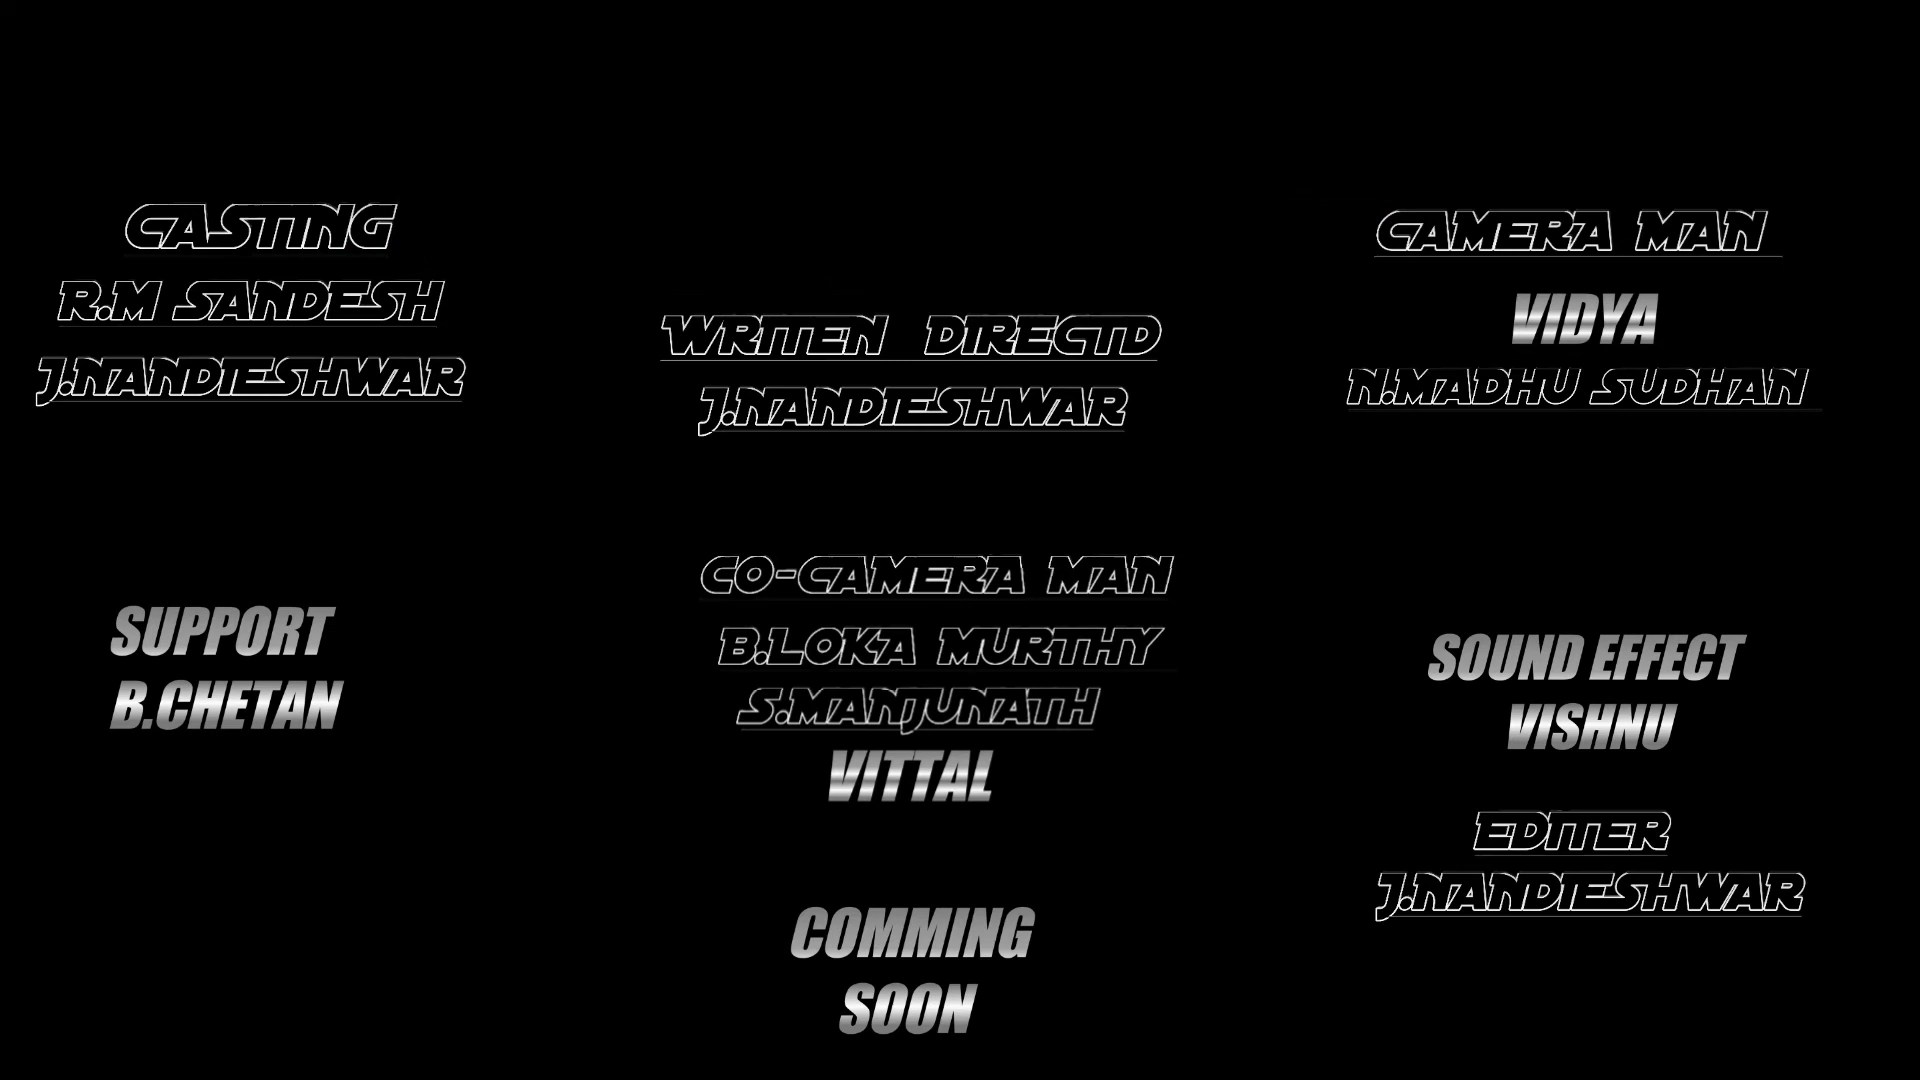 CASTING
R.M SANDESH
J.NANDIESHWAR
WRITEN DIRECTD
J.NANDIESHWAR
CAMERA MAN
VIDYA
N.MADHU SUDHAN
SUPPORT
B.CHETAN
CO-CAMERA MAN
B.LOKA MURTHY
S.MANJUNATH
VITTAL
SOUND EFFECT
VISHNU
EDITER
J.NANDIESHWAR
COMMING
SOON